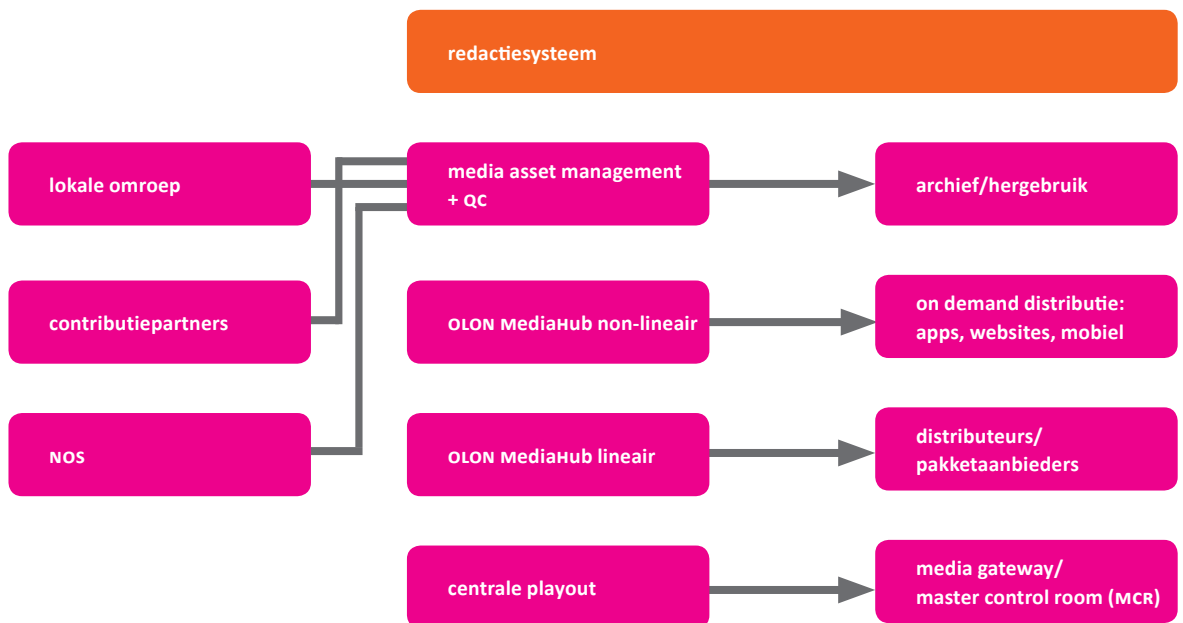 redactiesysteem
lokale omroep
media asset management
+ QC
archief/hergebruik
contributiepartners
OLON MediaHub non-lineair
on demand distributie:
apps, websites, mobiel
NOS
OLON MediaHub lineair
distributeurs/
pakketaanbieders
centrale playout
media gateway/
master control room (MCR)